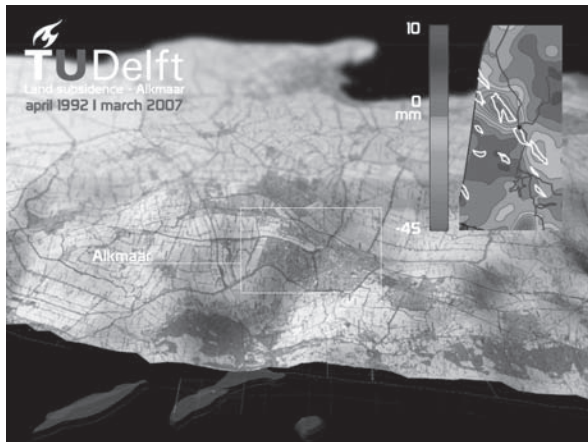 TUDelft
Land subsidence - Alkmaar
april 1992 | march 2007
10
0
mm
-45
Alkmaar